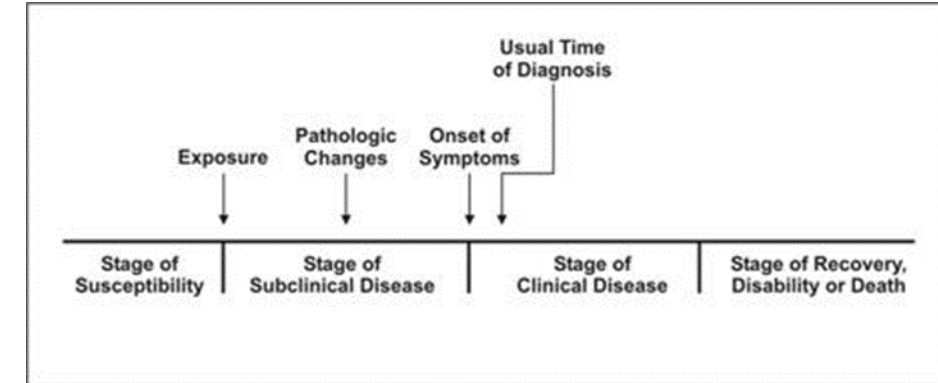 Usual Time
of Diagnosis
Pathologic
Changes
Onset of
Symptoms
Exposure
Stage of
Susceptibility
Stage of
Subclinical Disease
Stage of
Clinical Disease
Stage of Recovery,
Disability or Death